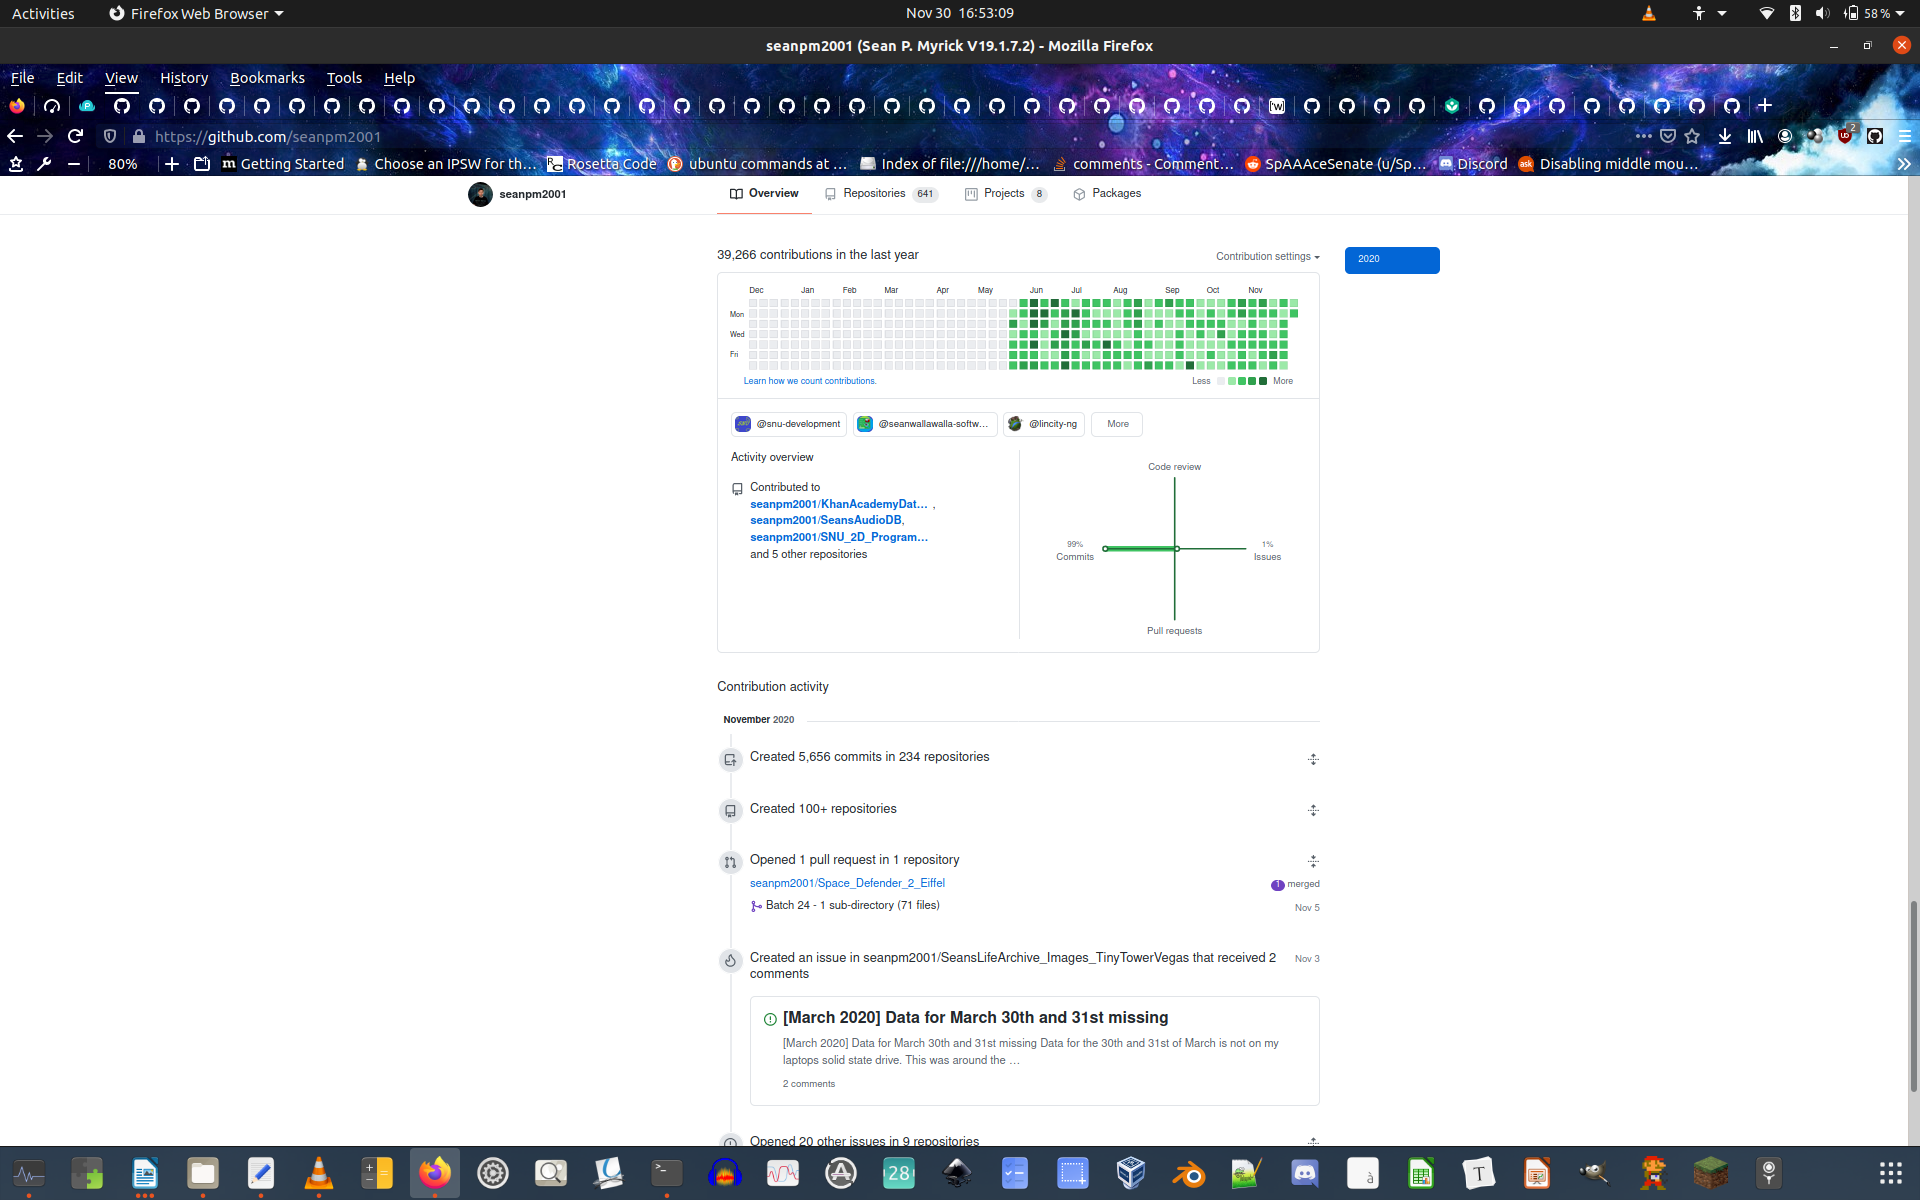 Activities
Firefox Web Browser
Nov 30 16:53:09
58 %
seanpm2001 (Sean P. Myrick V19.1.7.2) - Mozilla Firefox
File Edit View History Bookmarks Tools Help
https://github.com/seanpm2001
2
80%
Getting Started
Choose an IPSW for th…
Rosetta Code
ubuntu commands at …
Index of file:///home/…
comments - Comment…
SpAAAceSenate (u/Sp…
Discord
Disabling middle mou…
seanpm2001
Overview
Repositories 641
Projects 8
Packages
39,266 contributions in the last year
Contribution settings
2020
Dec Jan Feb Mar Apr May Jun Jul Aug Sep Oct Nov
Mon
Wed
Fri
Learn how we count contributions.
Less More
@snu-development
@seanwallawalla-softw…
@lincity-ng
More
Activity overview
Contributed to
seanpm2001/KhanAcademyDat… ,
seanpm2001/SeansAudioDB,
seanpm2001/SNU_2D_Program…
and 5 other repositories
Code review
99%
Commits
1%
Issues
Pull requests
Contribution activity
November 2020
Created 5,656 commits in 234 repositories
Created 100+ repositories
Opened 1 pull request in 1 repository
seanpm2001/Space_Defender_2_Eiffel
1 merged
Batch 24 - 1 sub-directory (71 files)
Nov 5
Created an issue in seanpm2001/SeansLifeArchive_Images_TinyTowerVegas that received 2
comments
Nov 3
[March 2020] Data for March 30th and 31st missing
[March 2020] Data for March 30th and 31st missing Data for the 30th and 31st of March is not on my
laptops solid state drive. This was around the …
2 comments
Opened 20 other issues in 9 repositories
28